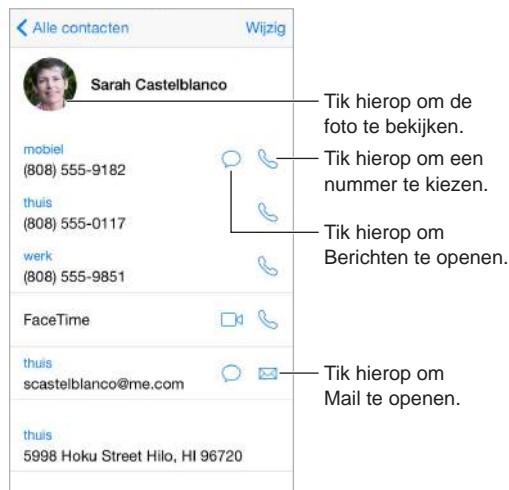 Alle contacten Wijzig
Sarah Castelblanco
Tik hierop om de
foto te bekijken.
mobiel
(808) 555-9182
Tik hierop om een
nummer te kiezen.
thuis
(808) 555-0117
Tik hierop om
Berichten te openen.
werk
(808) 555-9851
FaceTime
thuis
scastelblanco@me.com
Tik hierop om
Mail te openen.
thuis
5998 Hoku Street Hilo, HI 96720